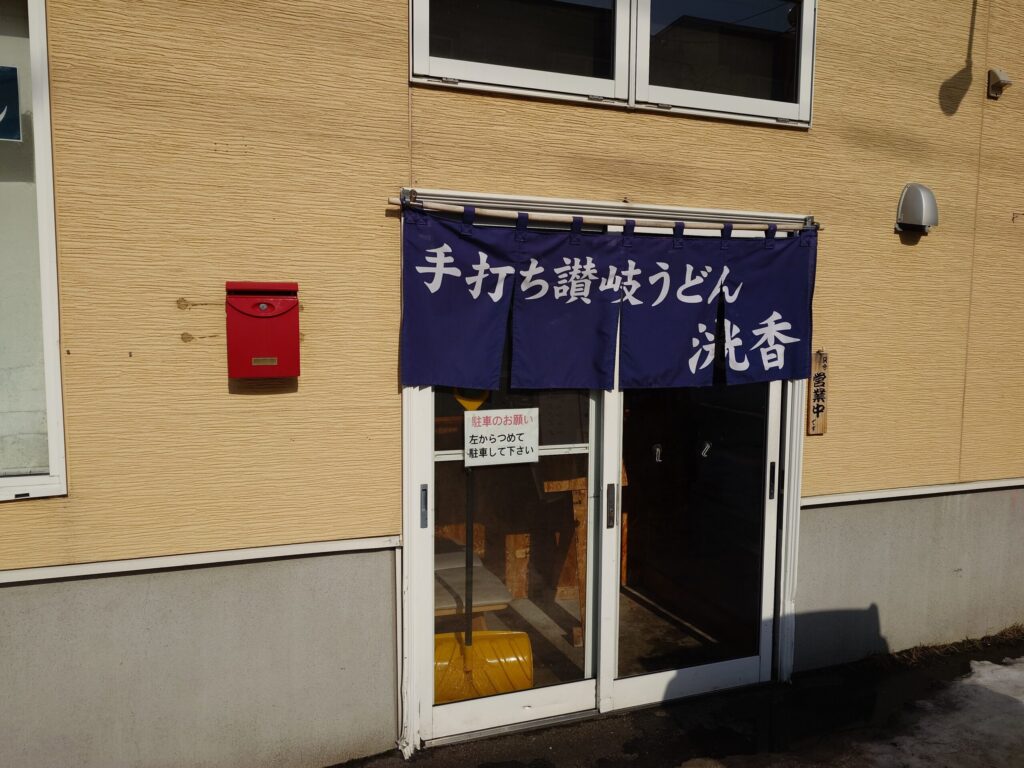 手打ち讃岐うどん
洸香
駐車のお願い
左からつめて
駐車して下さい
営業中